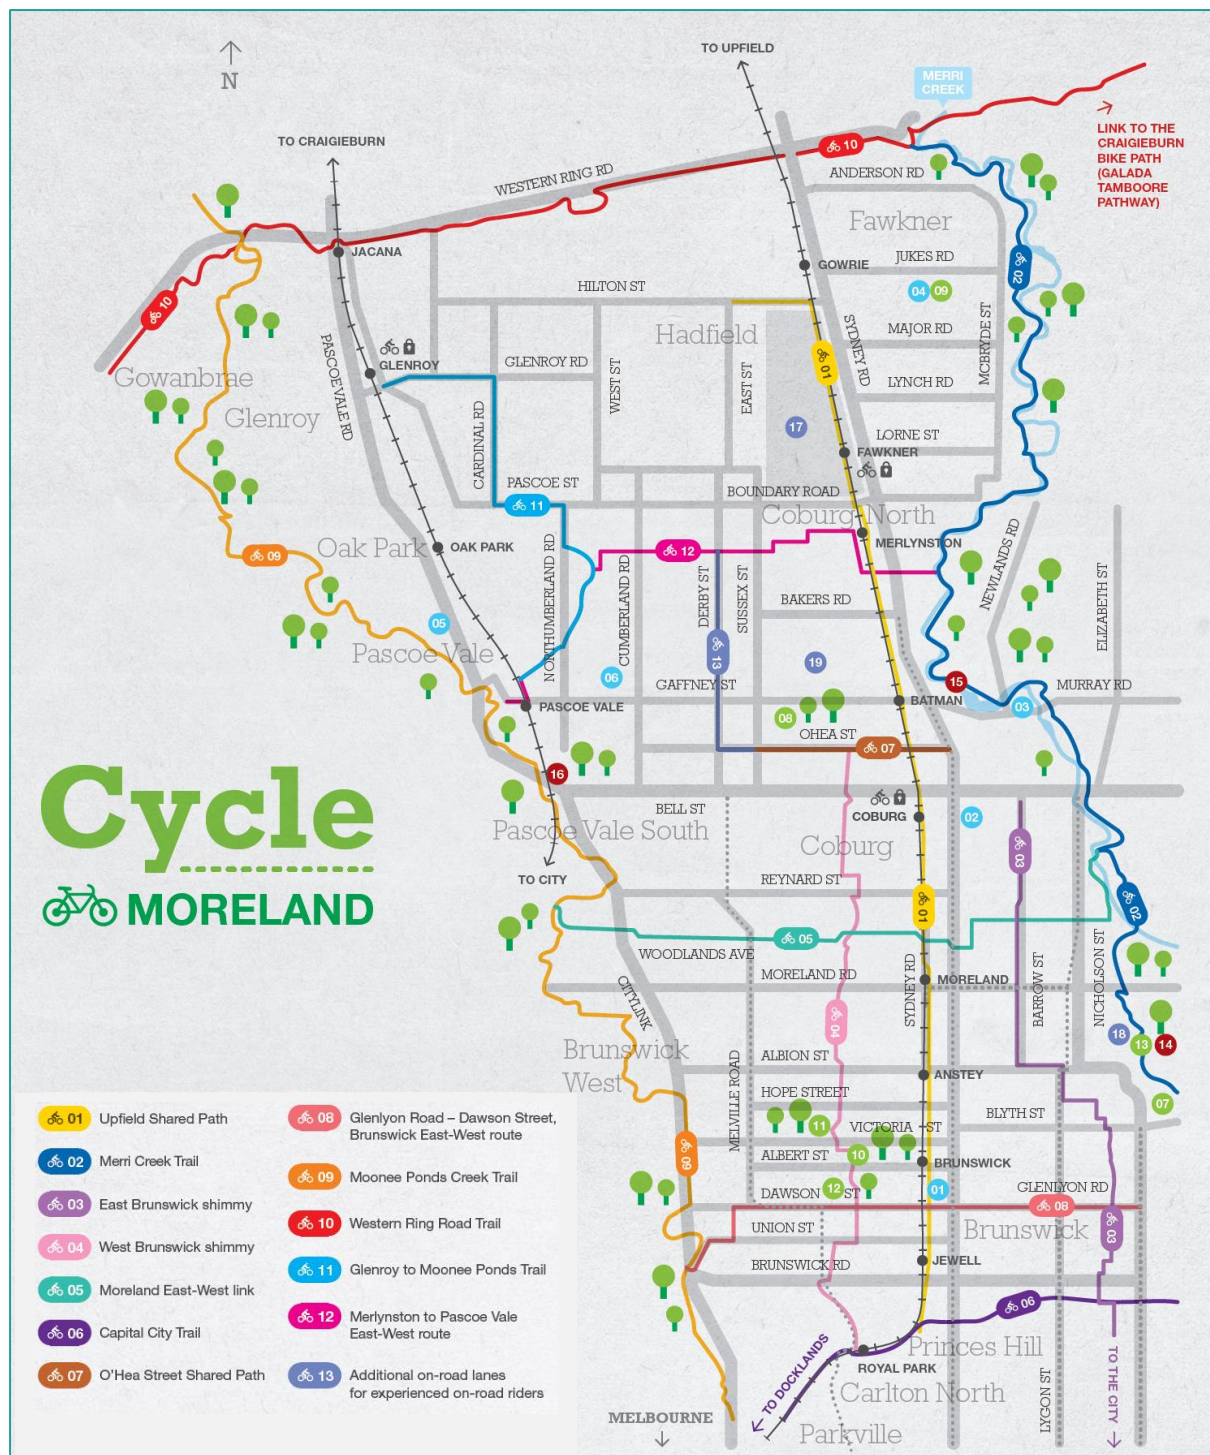 TO UPFIELD
MERRI
CREEK
N
TO CRAIGIEBURN
LINK TO THE
CRAIGIEBURN
BIKE PATH
(GALADA
TAMBOORE
PATHWAY)
10
ANDERSON RD
WESTERN RING RD
Fawkner
JACANA
JUKES RD
GOWRIE
02
HILTON ST
04
09
10
Hadfield
MAJOR RD
SYDNEY RD
MCBRYDE ST
PASCOEVALE RD
GLENROY
GLENROY RD
WEST ST
EAST ST
01
LYNCH RD
Gowanbrae
Glenroy
CARDINAL RD
17
LORNE ST
FAWKNER
PASCOE ST
BOUNDARY ROAD
11
Coburg North
Oak Park
OAK PARK
12
MERLYNSTON
NEWLANDS RD
09
NORTHUMBERLAND RD
CUMBERLAND RD
DERBY ST
SUSSEX ST
BAKERS RD
ELIZABETH ST
05
Pascoe Vale
13
19
06
GAFFNEY ST
15
MURRAY RD
PASCOE VALE
BATMAN
03
08
OHEA ST
07
16
Cycle
MORELAND
BELL ST
COBURG
02
Pascoe Vale South
Coburg
03
TO CITY
REYNARD ST
01
02
05
WOODLANDS AVE
MORELAND RD
MORELAND
CITYLINK
SYDNEY RD
BARROW ST
NICHOLSON ST
04
18
13
14
Brunswick
West
ALBION ST
ANSTEY
MELVILLE ROAD
HOPE STREET
07
BLYTH ST
11
VICTORIA ST
09
ALBERT ST
10
BRUNSWICK
DAWSON ST
12
01
GLENLYON RD
08
UNION ST
Brunswick
03
BRUNSWICK RD
JEWELL
06
Princes Hill
ROYAL PARK
TO DOCKLANDS
Carlton North
LYGON ST
TO THE CITY
MELBOURNE
Parkville
01 Upfield Shared Path
02 Merri Creek Trail
03 East Brunswick shimmy
04 West Brunswick shimmy
05 Moreland East-West link
06 Capital City Trail
07 O'Hea Street Shared Path
08 Glenlyon Road – Dawson Street,
Brunswick East-West route
09 Moonee Ponds Creek Trail
10 Western Ring Road Trail
11 Glenroy to Moonee Ponds Trail
12 Merlynston to Pascoe Vale
East-West route
13 Additional on-road lanes
for experienced on-road riders